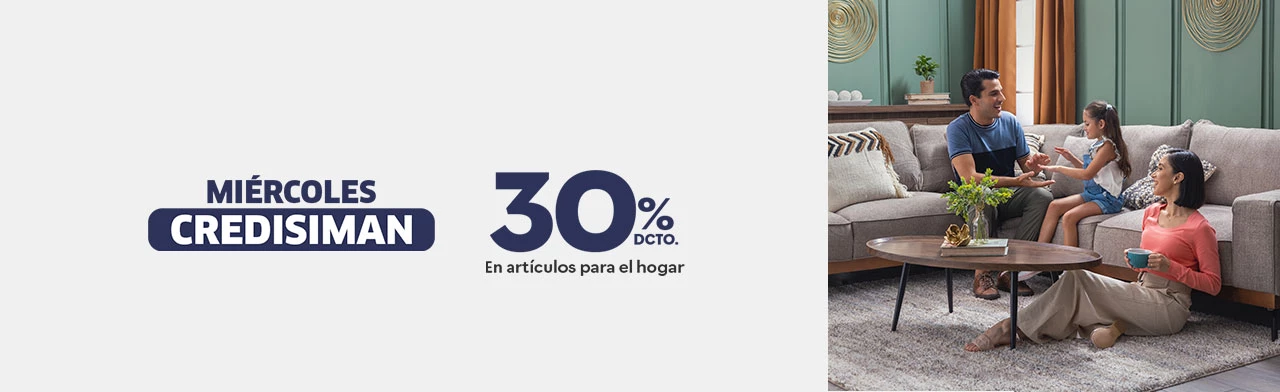 MIÉRCOLES
CREDISIMAN
30%
DCTO.
En artículos para el hogar